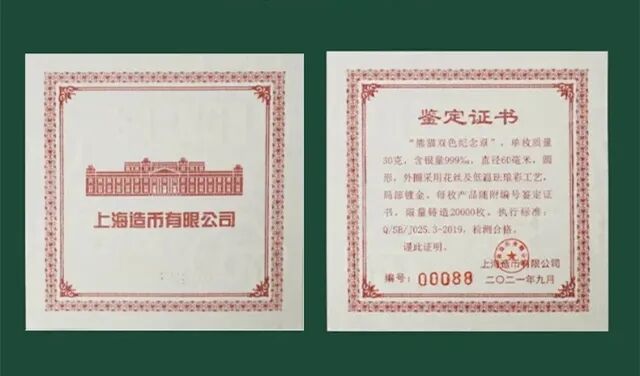 上海造币有限公司
鉴定证书
“熊猫双色纪念章”，单枚质量
30克，含银量999‰，直径60毫米，圆
形，外圈采用花丝及低温珐琅彩工艺，
局部镀金。每枚产品随附编号鉴定证
书，限量铸造20000枚。执行标准：
Q/SB/J025.3-2019，检测合格。
谨此证明。
上海造币有限公司
编号：00088 二〇二一年九月